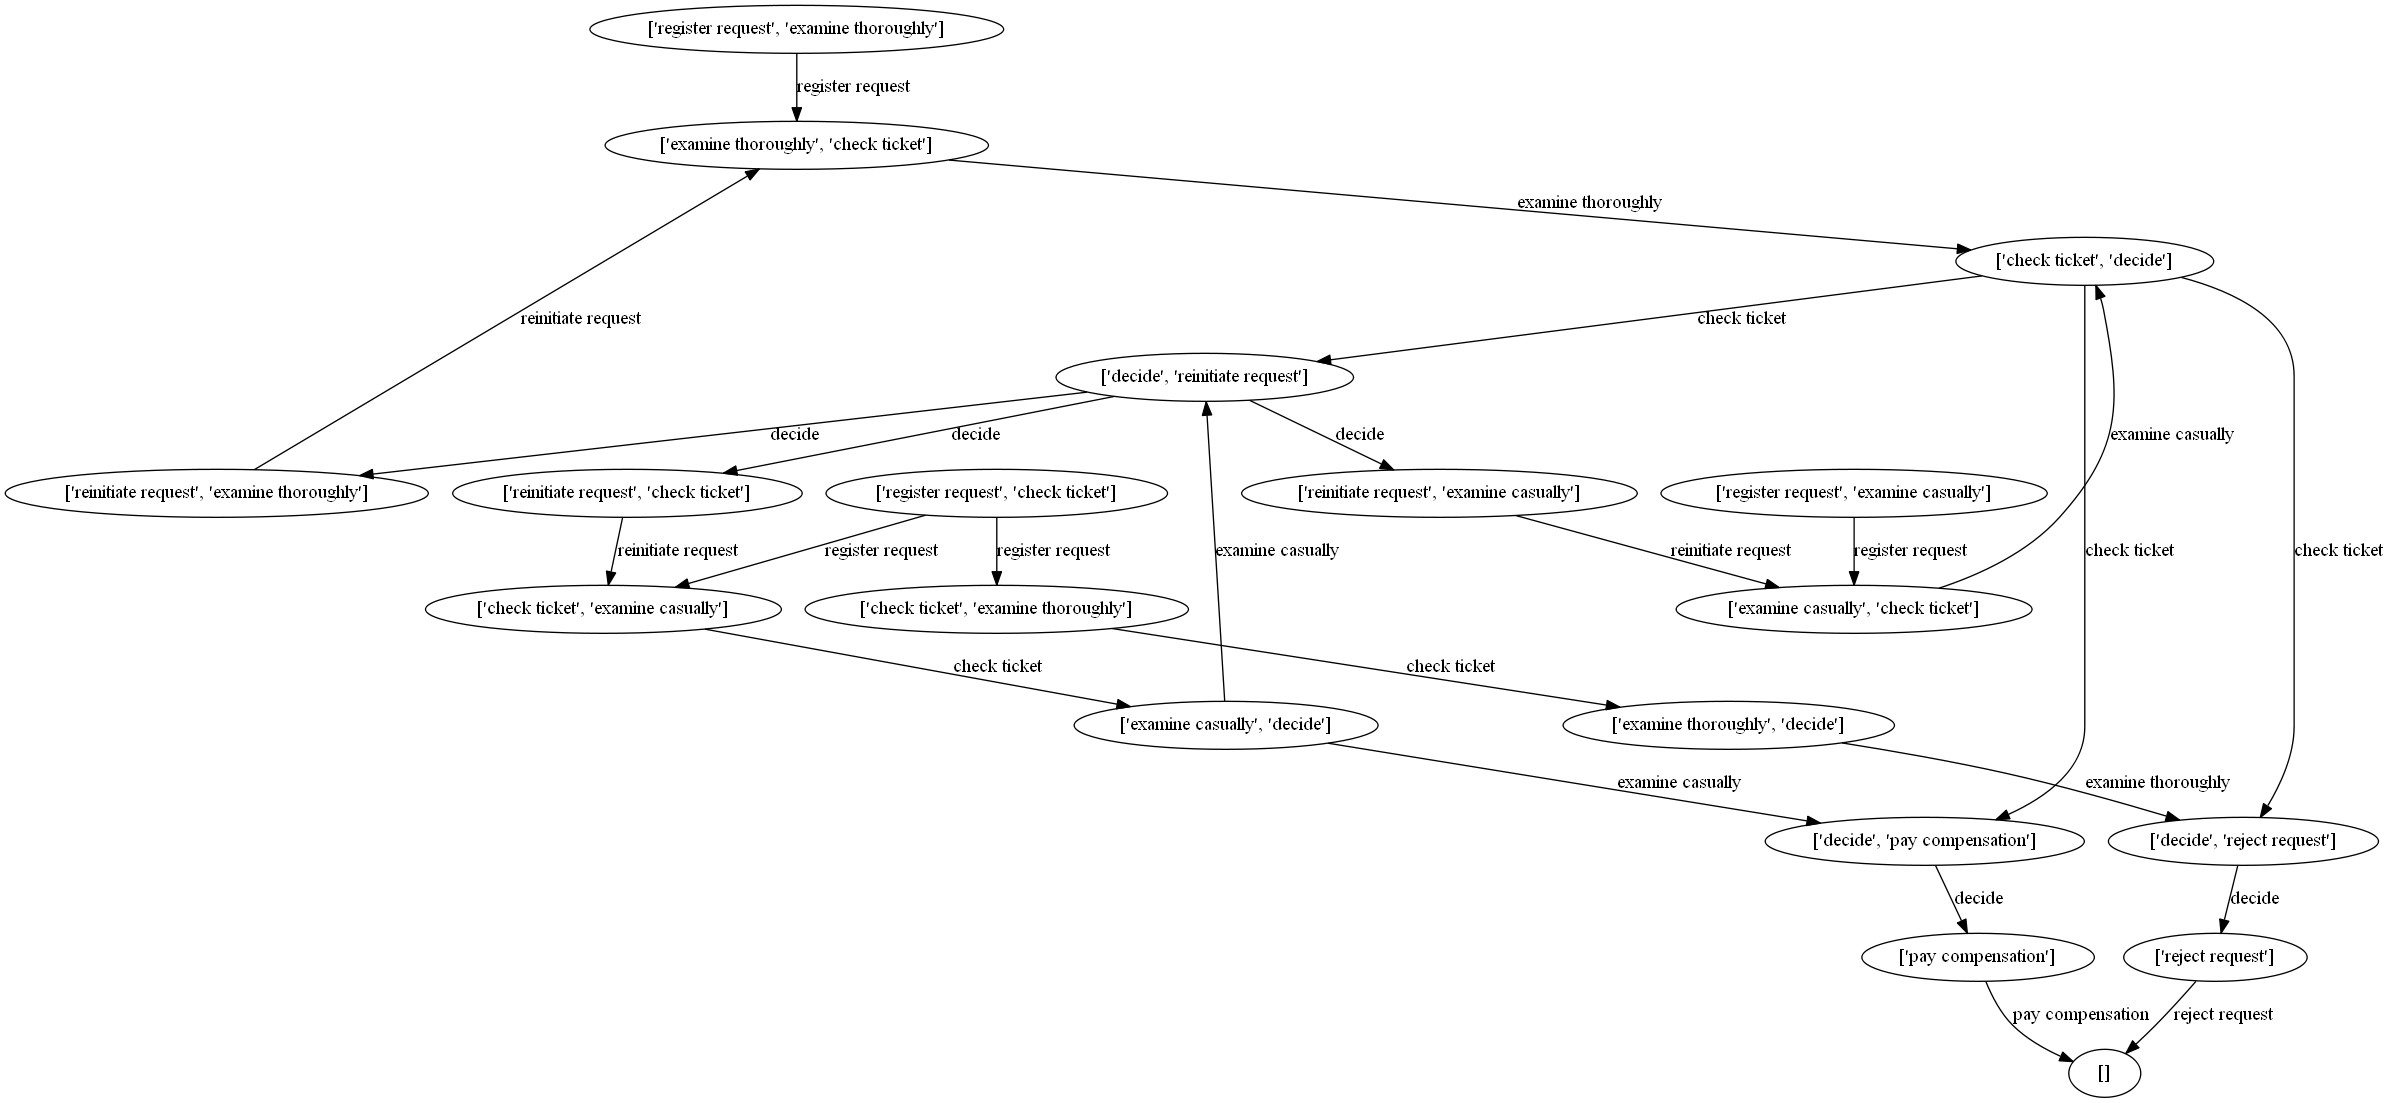 ['register request', 'examine thoroughly']
register request
['examine thoroughly', 'check ticket']
examine thoroughly
['check ticket', 'decide']
reinitiate request
check ticket
['decide', 'reinitiate request']
decide
decide
decide
examine casually
['reinitiate request', 'examine thoroughly']
['reinitiate request', 'check ticket']
['register request', 'check ticket']
['reinitiate request', 'examine casually']
['register request', 'examine casually']
reinitiate request
register request
register request
examine casually
reinitiate request
register request
check ticket
check ticket
['check ticket', 'examine casually']
['check ticket', 'examine thoroughly']
['examine casually', 'check ticket']
check ticket
check ticket
['examine casually', 'decide']
['examine thoroughly', 'decide']
examine casually
examine thoroughly
['decide', 'pay compensation']
['decide', 'reject request']
decide
decide
['pay compensation']
['reject request']
pay compensation
reject request
[]